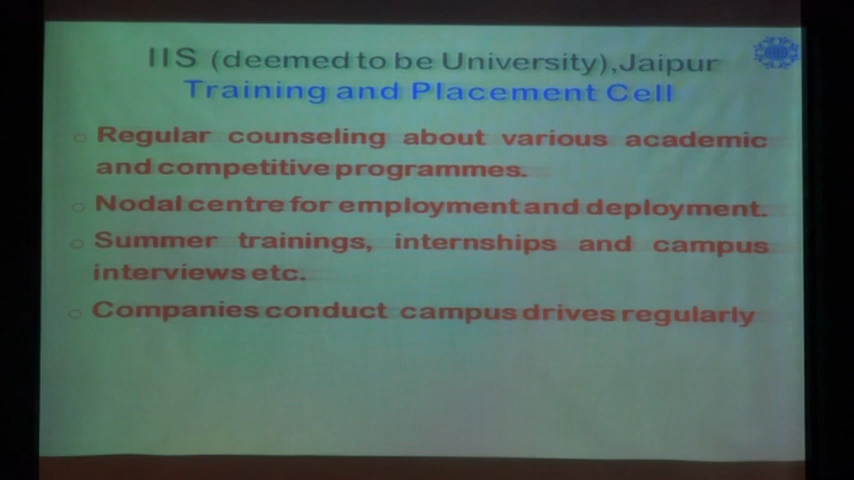 IIS (deemed to be University),Jaipur
Training and Placement Cell
Regular counseling about various academic
and competitive programmes.
Nodal centre for employment and deployment.
Summer trainings, internships and campus
interviews etc.
Companies conduct campus drives regularly